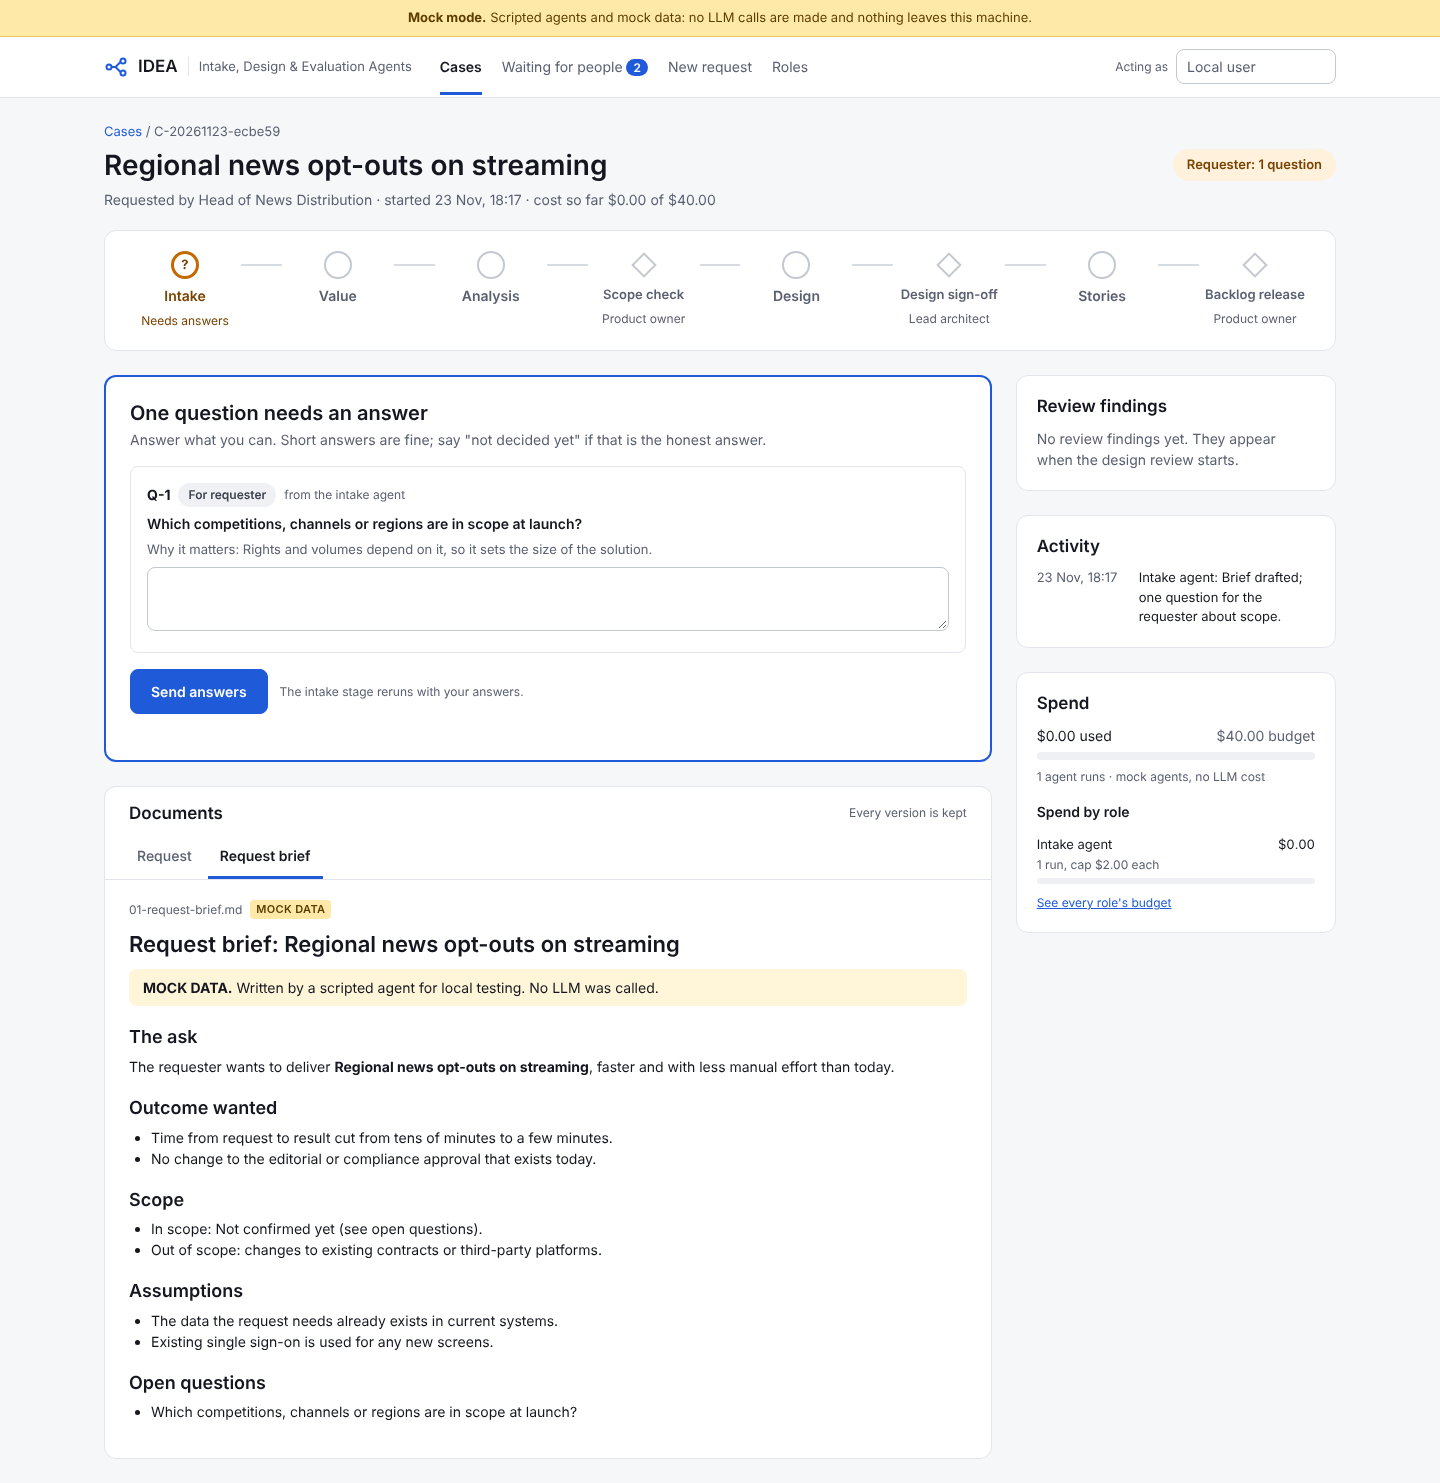 Mock mode. Scripted agents and mock data: no LLM calls are made and nothing leaves this machine.
IDEA
Intake, Design & Evaluation Agents
Cases
Waiting for people 2
New request
Roles
Acting as
Local user
Cases / C-20261123-ecbe59
Regional news opt-outs on streaming
Requester: 1 question
Requested by Head of News Distribution · started 23 Nov, 18:17 · cost so far $0.00 of $40.00
?
Intake
Needs answers
Value
Analysis
Scope check
Product owner
Design
Design sign-off
Lead architect
Stories
Backlog release
Product owner
One question needs an answer
Answer what you can. Short answers are fine; say "not decided yet" if that is the honest answer.
Q-1 For requester from the intake agent
Which competitions, channels or regions are in scope at launch?
Why it matters: Rights and volumes depend on it, so it sets the size of the solution.
Send answers
The intake stage reruns with your answers.
Documents
Every version is kept
Request
Request brief
01-request-brief.md MOCK DATA
Request brief: Regional news opt-outs on streaming
MOCK DATA. Written by a scripted agent for local testing. No LLM was called.
The ask
The requester wants to deliver Regional news opt-outs on streaming, faster and with less manual effort than today.
Outcome wanted
• Time from request to result cut from tens of minutes to a few minutes.
• No change to the editorial or compliance approval that exists today.
Scope
• In scope: Not confirmed yet (see open questions).
• Out of scope: changes to existing contracts or third-party platforms.
Assumptions
• The data the request needs already exists in current systems.
• Existing single sign-on is used for any new screens.
Open questions
• Which competitions, channels or regions are in scope at launch?
Review findings
No review findings yet. They appear
when the design review starts.
Activity
23 Nov, 18:17
Intake agent: Brief drafted;
one question for the
requester about scope.
Spend
$0.00 used
$40.00 budget
1 agent runs · mock agents, no LLM cost
Spend by role
Intake agent
$0.00
1 run, cap $2.00 each
See every role's budget